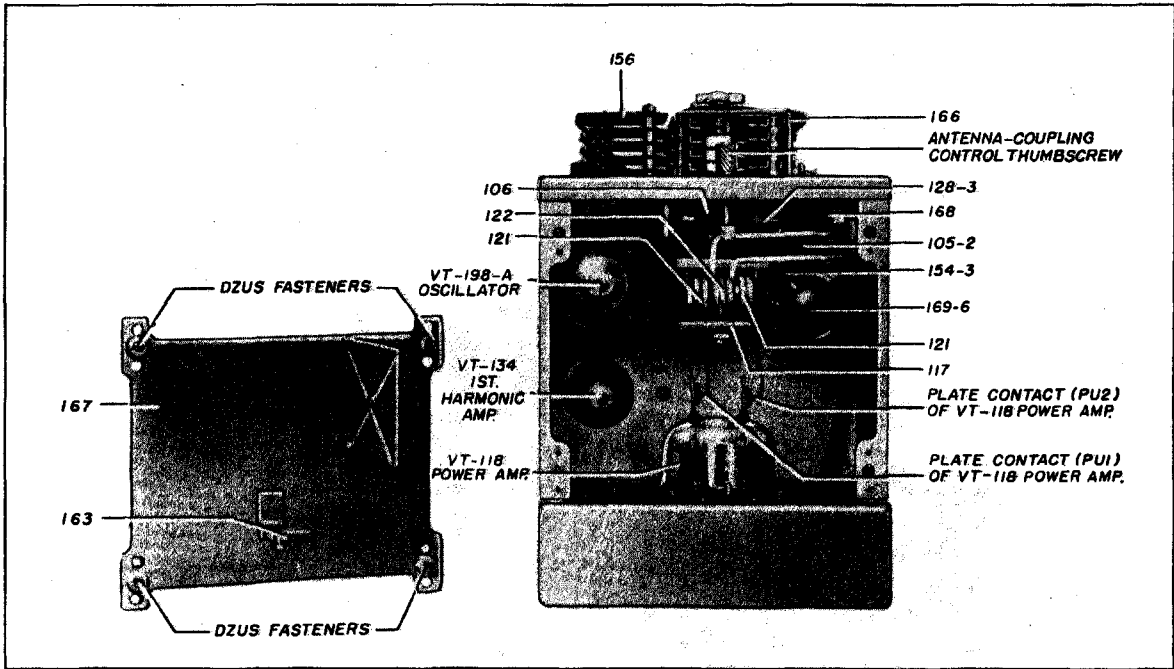 156
166
ANTENNA-COUPLING
CONTROL THUMBSCREW
106
122
121
128-3
168
105-2
VT-198-A
OSCILLATOR
154-3
169-6
121
117
DZUS FASTENERS
167
VT-134
1ST.
HARMONIC
AMP.
PLATE CONTACT (PU2)
OF VT-118 POWER AMP.
VT-118
POWER AMP.
PLATE CONTACT (PU1)
OF VT-118 POWER AMP.
163
DZUS FASTENERS